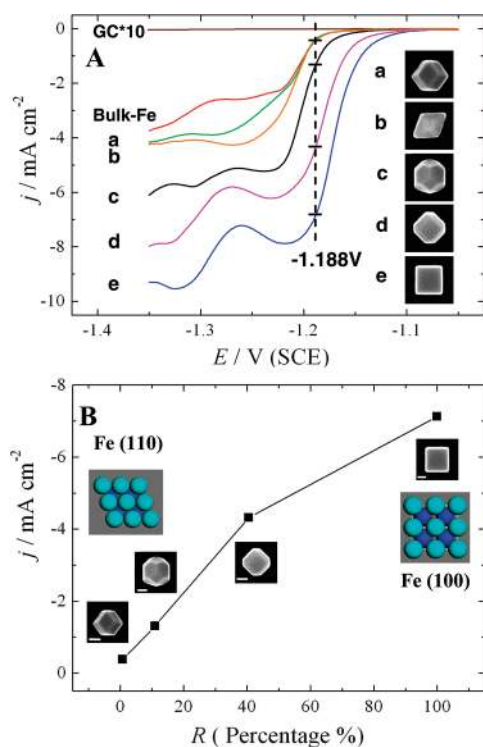 GC*10
A
Bulk-Fe
a
b
c
d
e
a
b
c
d
e
-1.188V
0
-2
-4
-6
-8
-10
j / mA cm⁻²
-1.4 -1.3 -1.2 -1.1
E / V (SCE)
B
Fe (110)
Fe (100)
-8
-6
-4
-2
0
j / mA cm⁻²
0 20 40 60 80 100
R ( Percentage %)